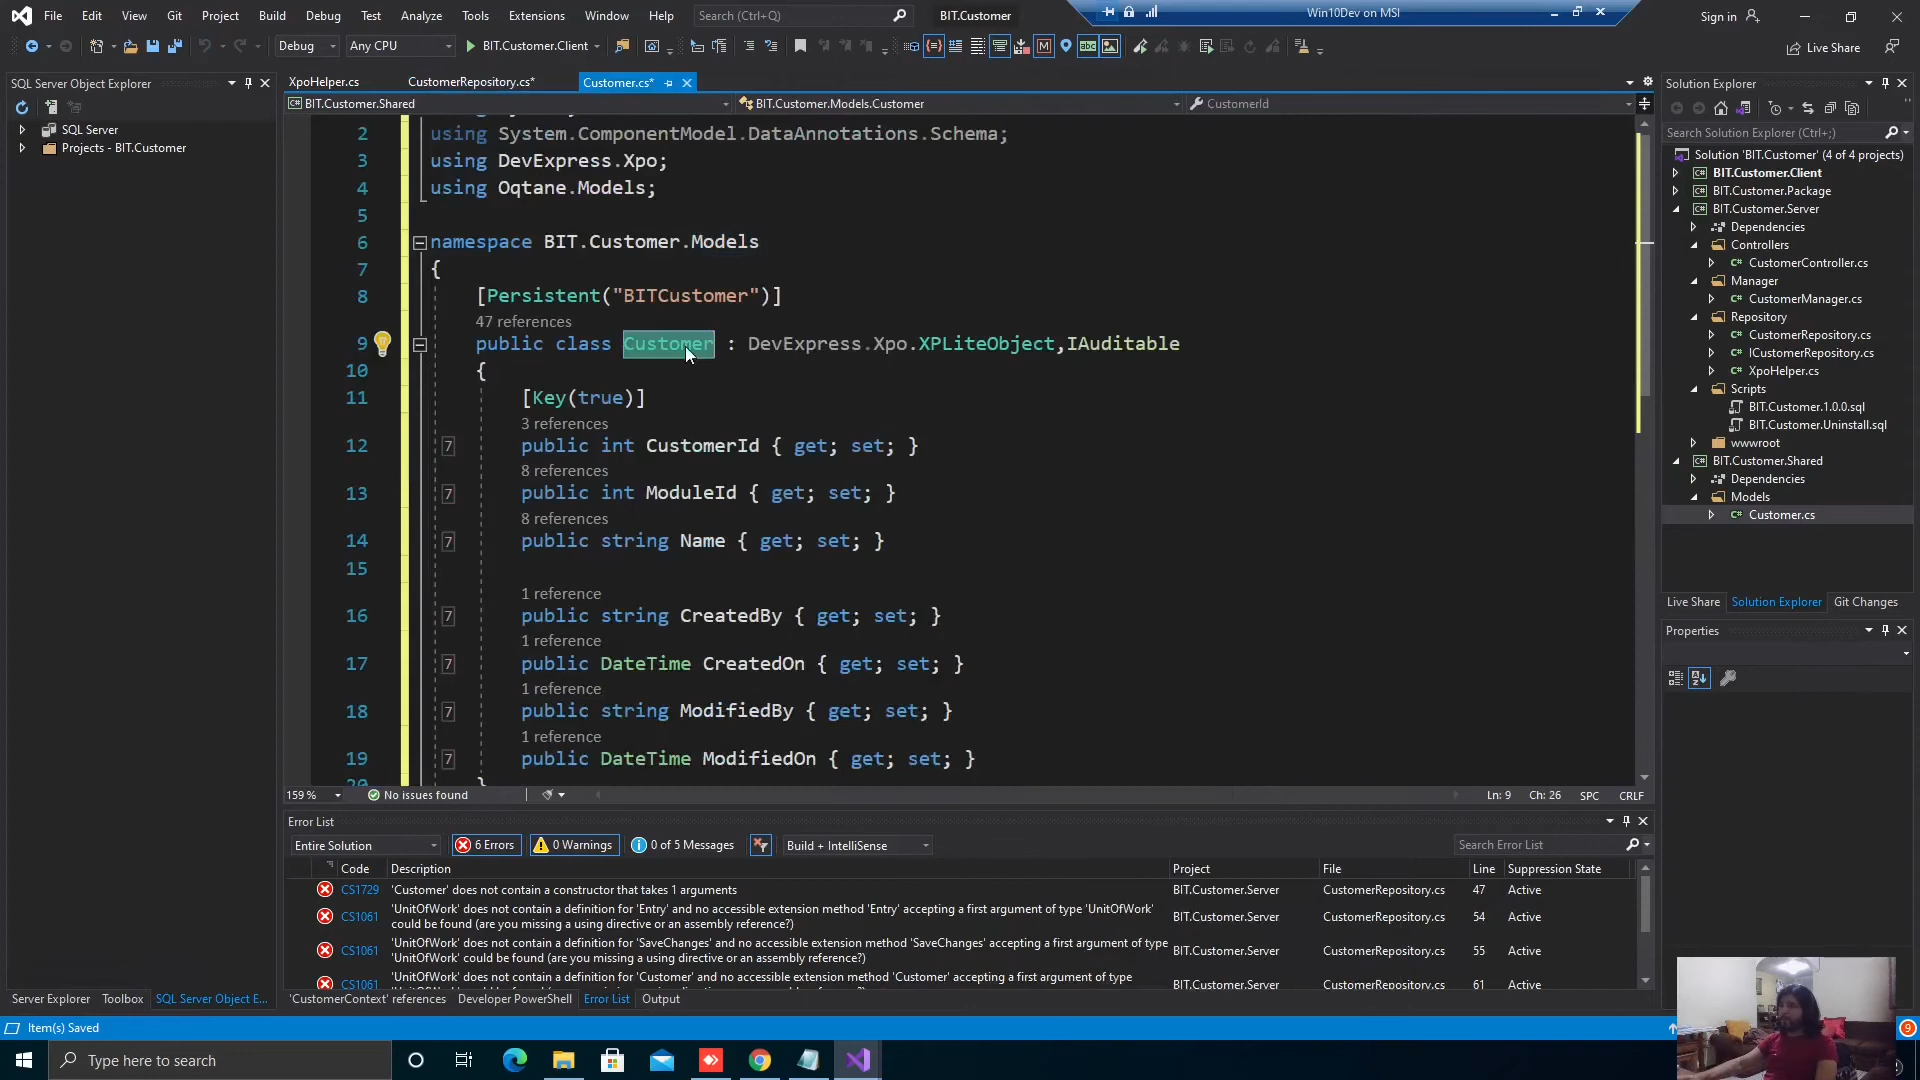 File Edit View Git Project Build Debug Test Analyze Tools Extensions Window Help Search (Ctrl+Q) BIT.Customer Win10Dev on MSI Sign in
Debug Any CPU BIT.Customer.Client Live Share
SQL Server Object Explorer
SQL Server
Projects - BIT.Customer
XpoHelper.cs CustomerRepository.cs* Customer.cs*
BIT.Customer.Shared BIT.Customer.Models.Customer CustomerId
2 using System.ComponentModel.DataAnnotations.Schema;
3 using DevExpress.Xpo;
4 using Oqtane.Models;
5
6 namespace BIT.Customer.Models
7 {
8 [Persistent("BITCustomer")]
47 references
9 public class Customer : DevExpress.Xpo.XPLiteObject,IAuditable
10 {
11 [Key(true)]
3 references
12 public int CustomerId { get; set; }
8 references
13 public int ModuleId { get; set; }
8 references
14 public string Name { get; set; }
15
1 reference
16 public string CreatedBy { get; set; }
1 reference
17 public DateTime CreatedOn { get; set; }
1 reference
18 public string ModifiedBy { get; set; }
1 reference
19 public DateTime ModifiedOn { get; set; }
20 }
159 % No issues found Ln: 9 Ch: 26 SPC CRLF
Error List
Entire Solution 6 Errors 0 Warnings 0 of 5 Messages Build + IntelliSense Search Error List
Code Description Project File Line Suppression State
CS1729 'Customer' does not contain a constructor that takes 1 arguments BIT.Customer.Server CustomerRepository.cs 47 Active
CS1061 'UnitOfWork' does not contain a definition for 'Entry' and no accessible extension method 'Entry' accepting a first argument of type 'UnitOfWork' BIT.Customer.Server CustomerRepository.cs 54 Active
could be found (are you missing a using directive or an assembly reference?)
CS1061 'UnitOfWork' does not contain a definition for 'SaveChanges' and no accessible extension method 'SaveChanges' accepting a first argument of type BIT.Customer.Server CustomerRepository.cs 55 Active
'UnitOfWork' could be found (are you missing a using directive or an assembly reference?)
CS1061 'UnitOfWork' does not contain a definition for 'Customer' and no accessible extension method 'Customer' accepting a first argument of type BIT.Customer.Server CustomerRepository.cs 61 Active
Server Explorer Toolbox SQL Server Object E... 'CustomerContext' references Developer PowerShell Error List Output
Solution Explorer
Search Solution Explorer (Ctrl+;)
Solution 'BIT.Customer' (4 of 4 projects)
BIT.Customer.Client
BIT.Customer.Package
BIT.Customer.Server
Dependencies
Controllers
CustomerController.cs
Manager
CustomerManager.cs
Repository
CustomerRepository.cs
ICustomerRepository.cs
XpoHelper.cs
Scripts
BIT.Customer.1.0.0.sql
BIT.Customer.Uninstall.sql
wwwroot
BIT.Customer.Shared
Dependencies
Models
Customer.cs
Live Share Solution Explorer Git Changes
Properties
Item(s) Saved
9
Type here to search